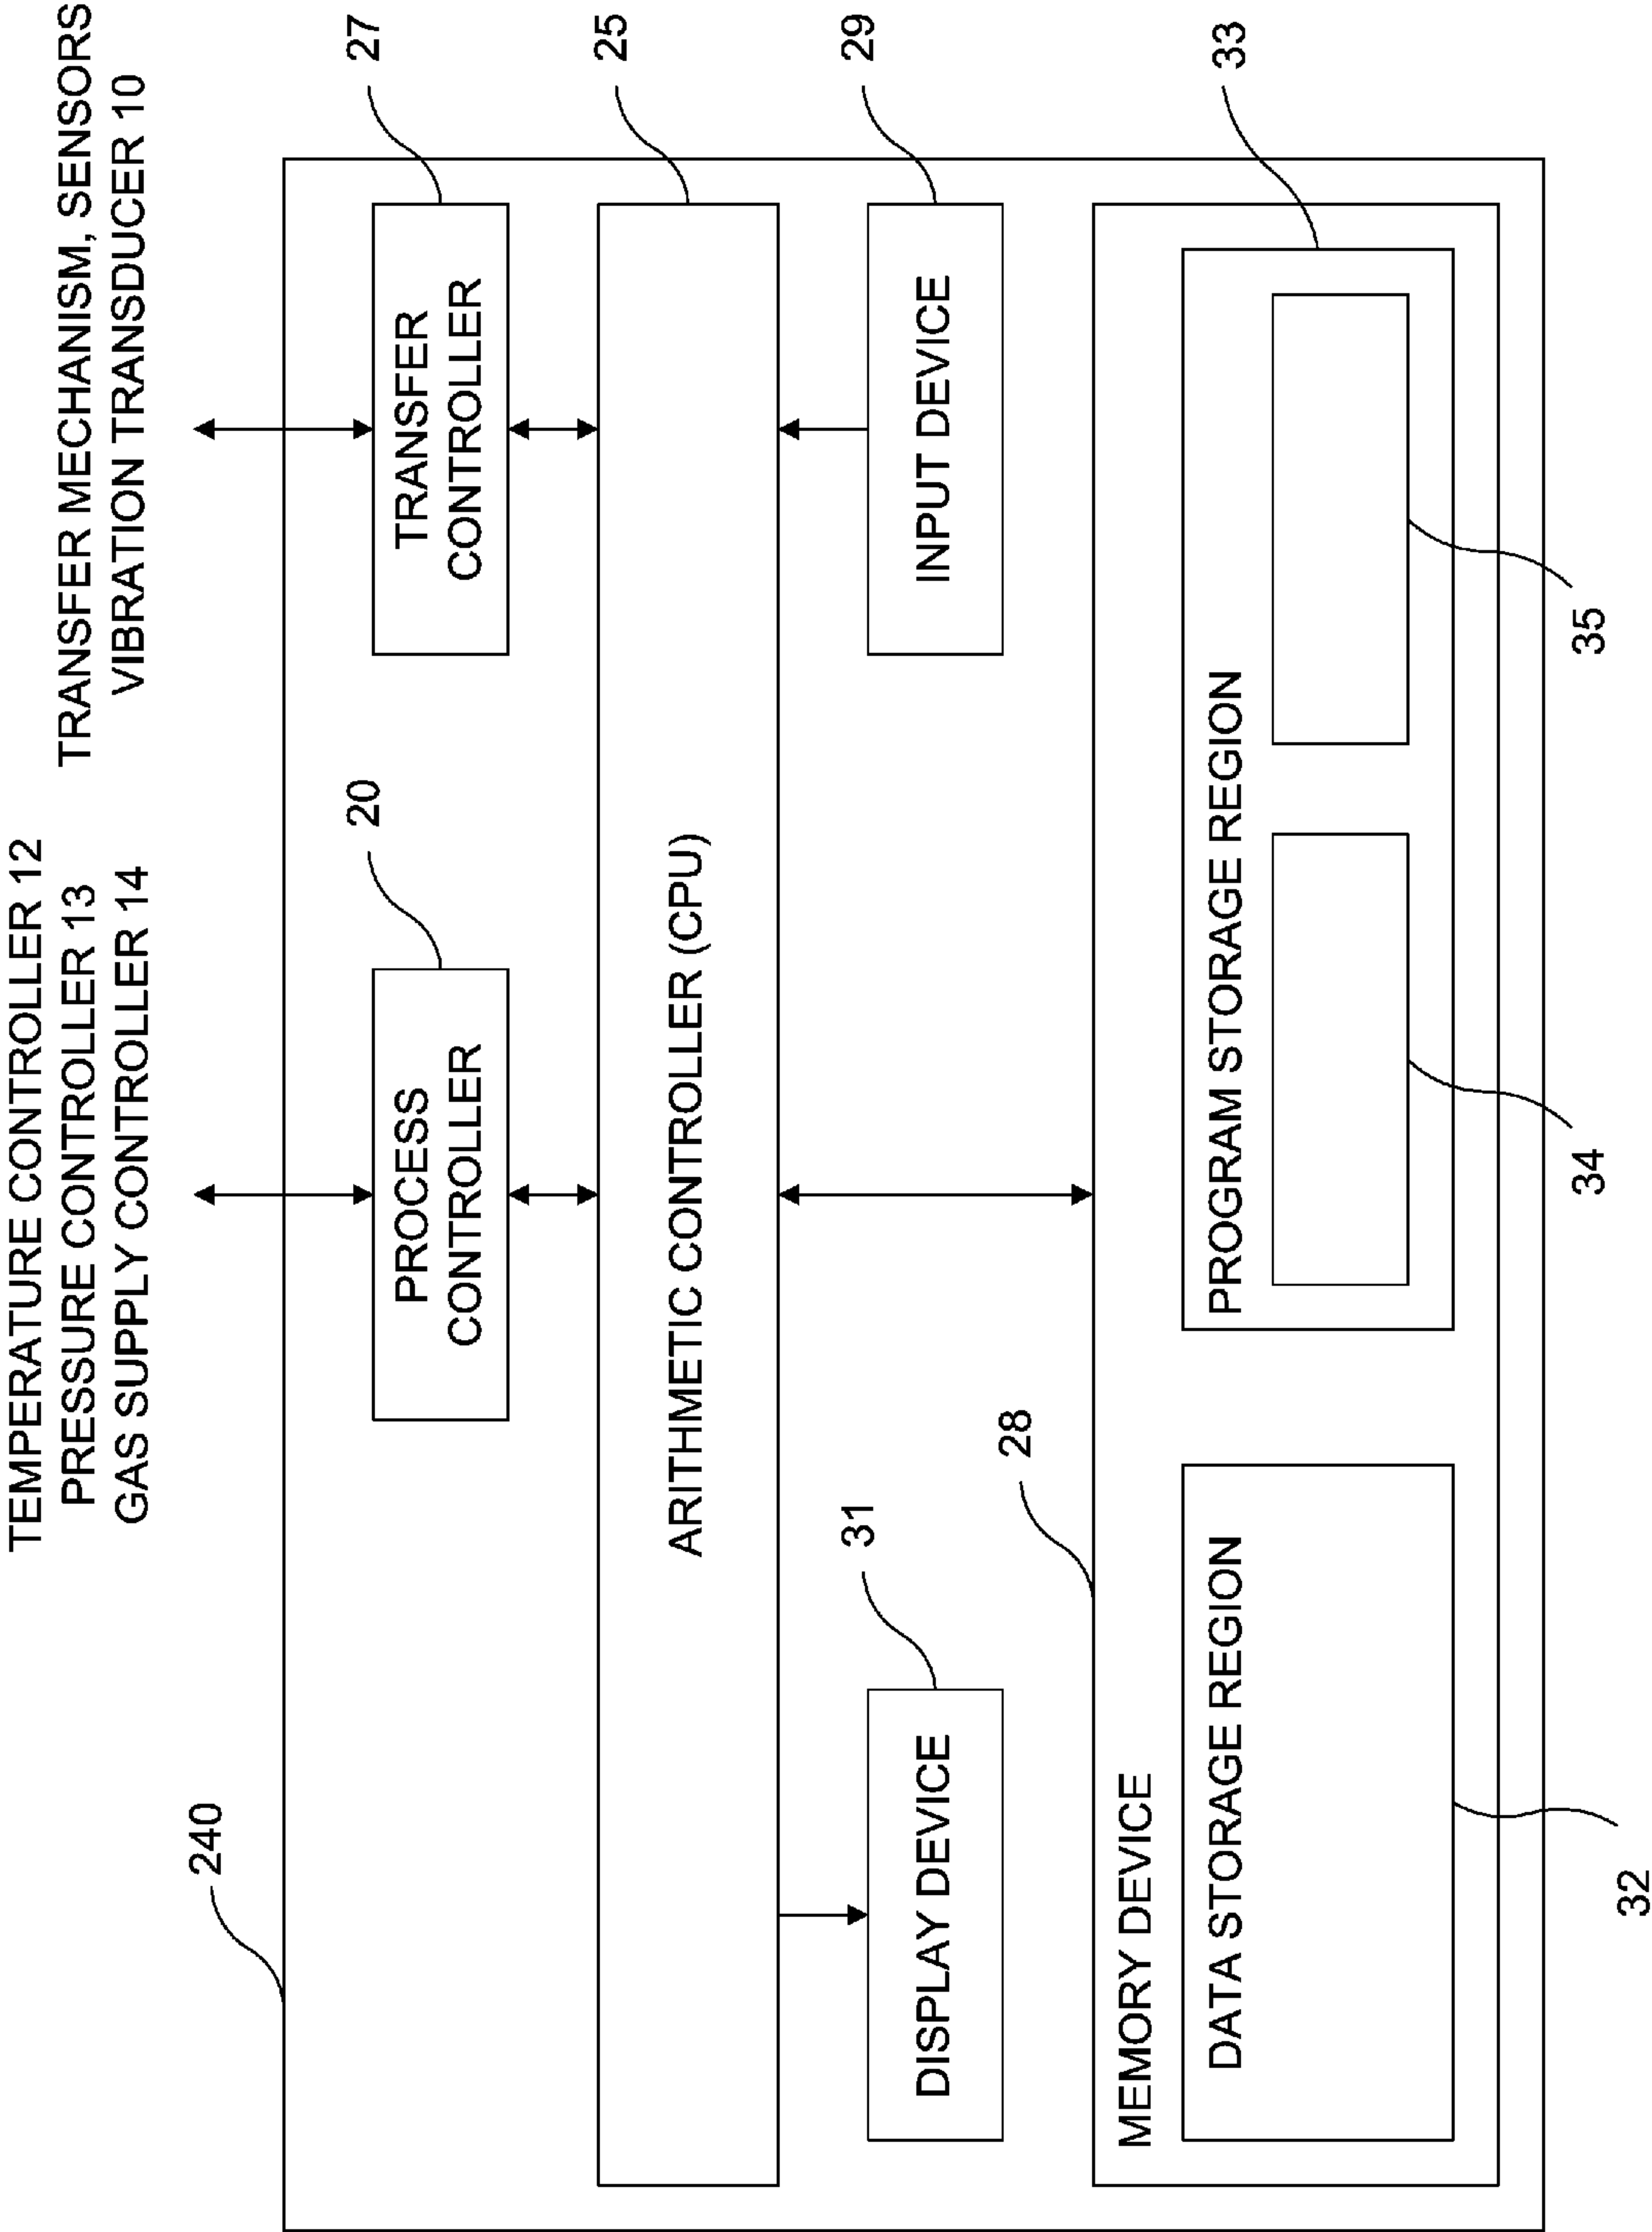 TEMPERATURE CONTROLLER 12
PRESSURE CONTROLLER 13
GAS SUPPLY CONTROLLER 14
TRANSFER MECHANISM, SENSORS
VIBRATION TRANSDUCER 10
240
20
27
PROCESS
CONTROLLER
TRANSFER
CONTROLLER
25
ARITHMETIC CONTROLLER (CPU)
31
29
DISPLAY DEVICE
INPUT DEVICE
28
MEMORY DEVICE
33
DATA STORAGE REGION
PROGRAM STORAGE REGION
32
34
35